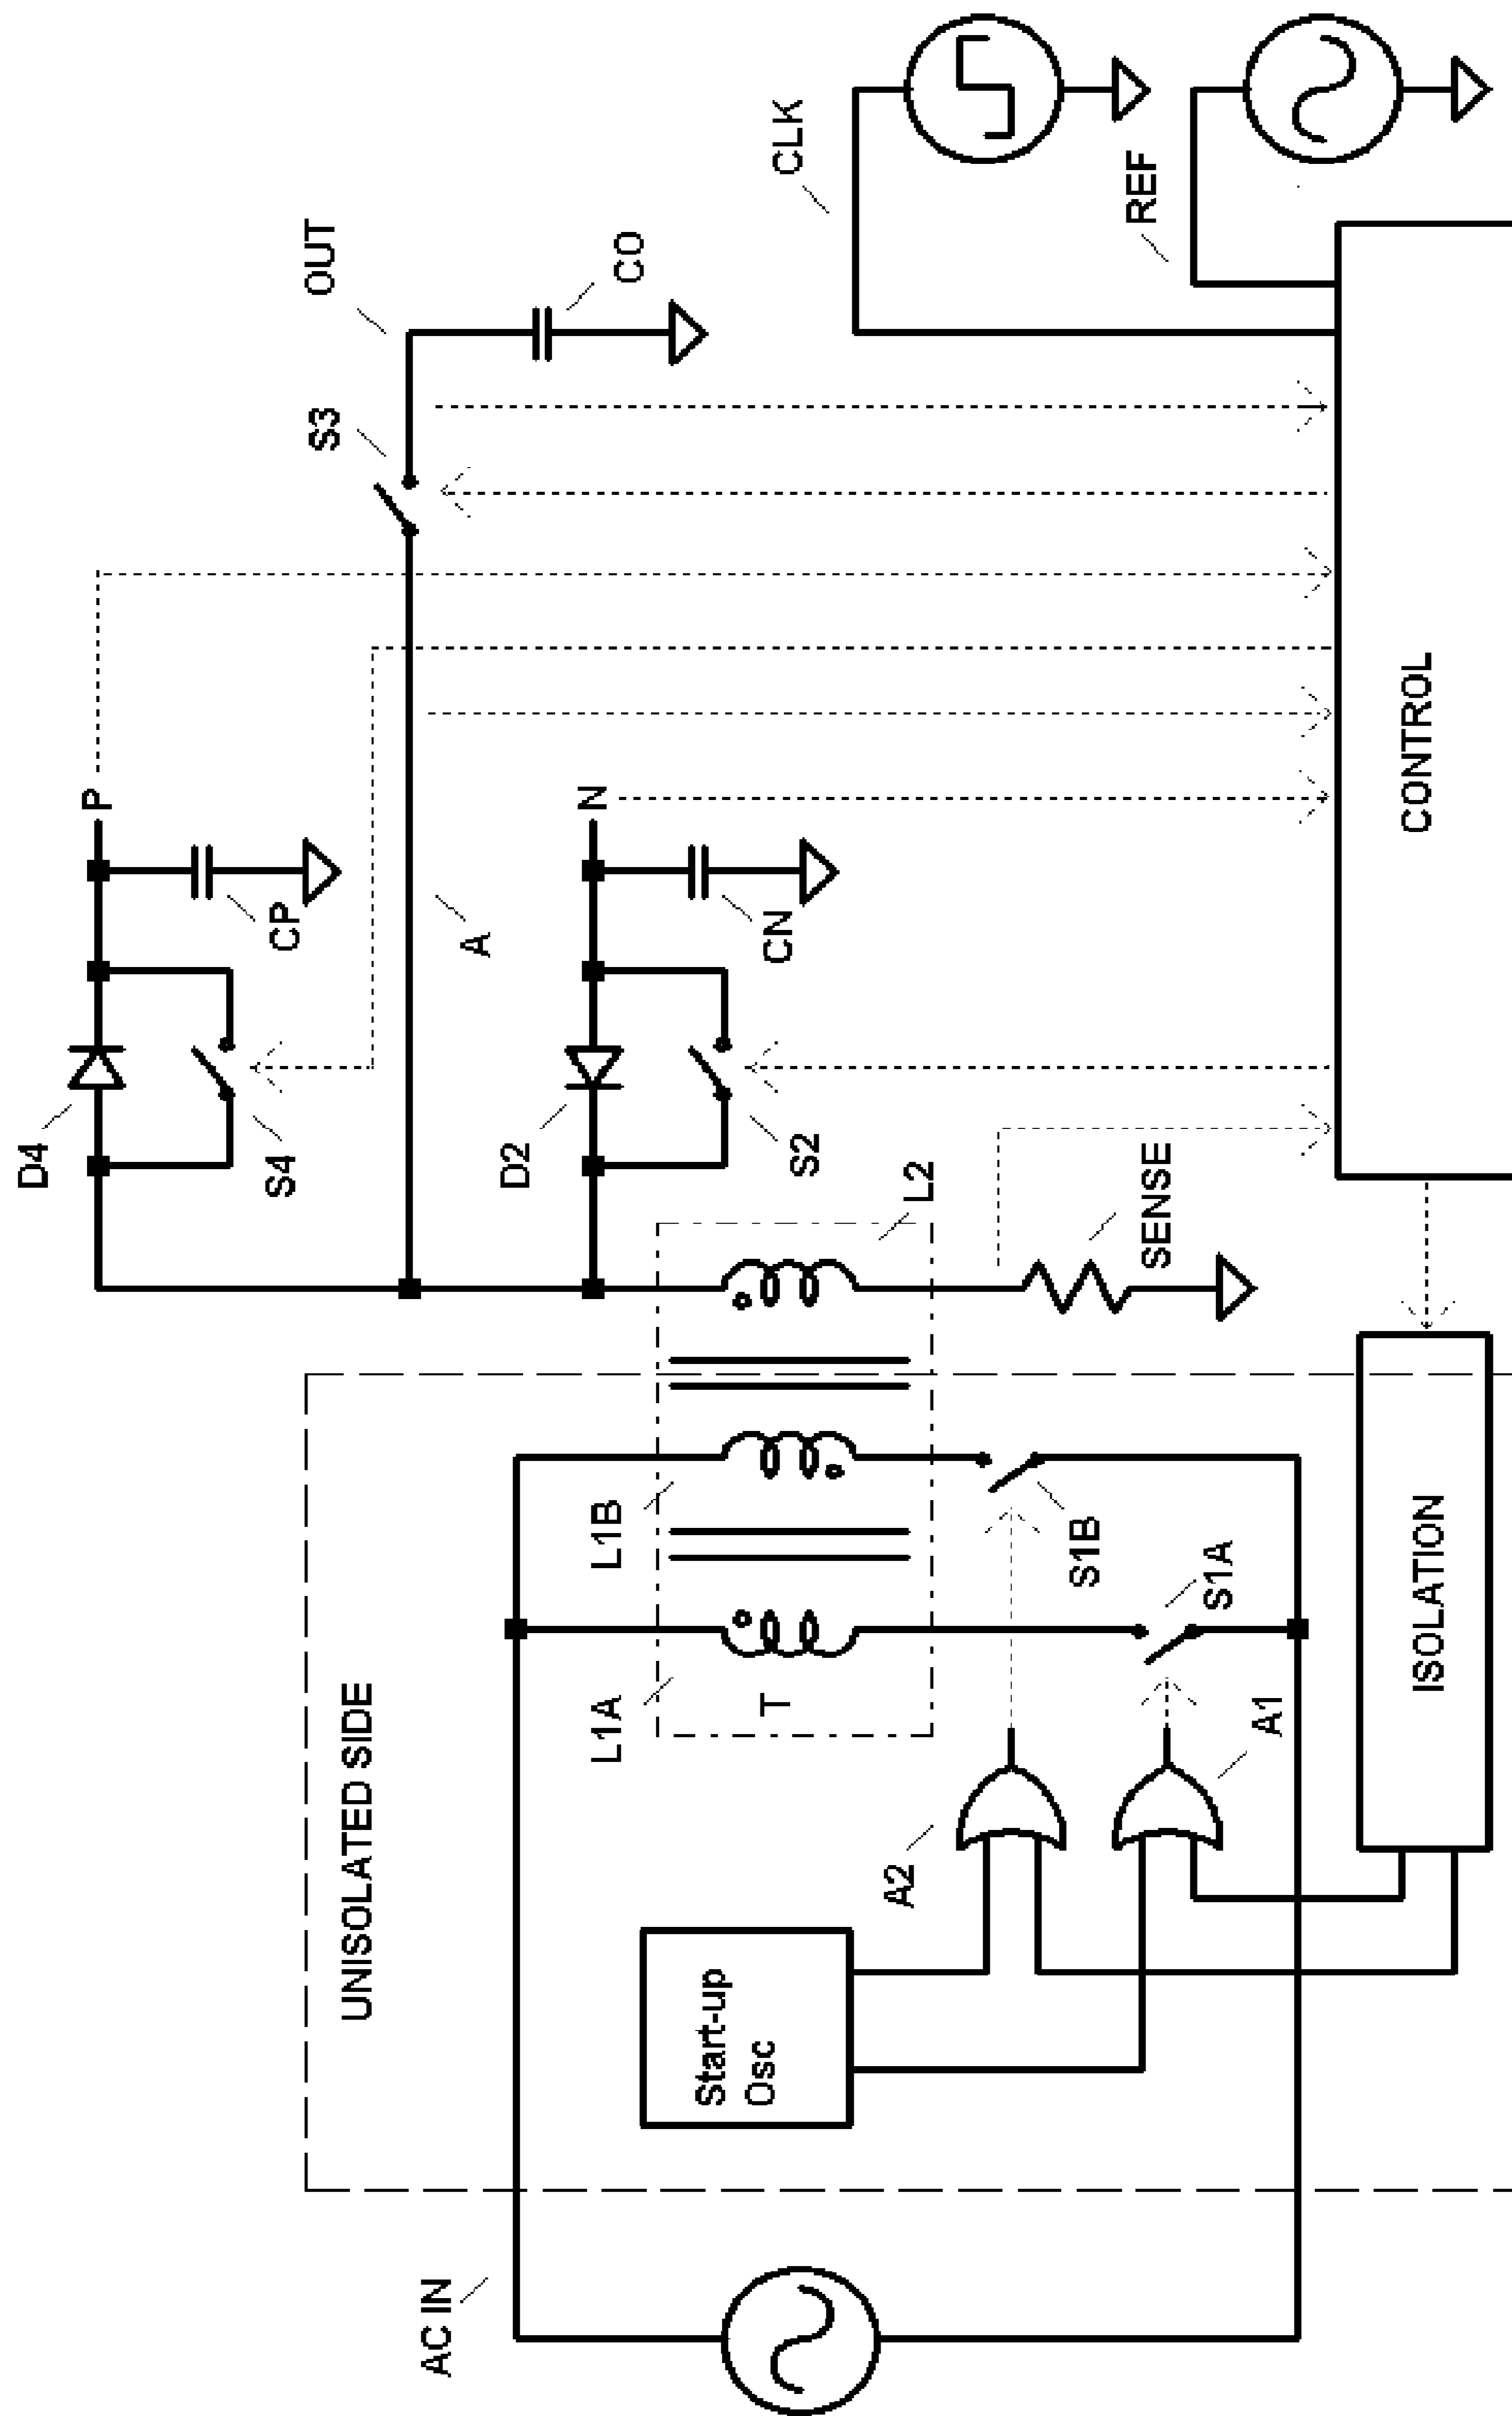 AC IN
UNISOLATED SIDE
Start-up
Osc
A2
A1
L1A
T
L1B
S1B
S1A
ISOLATION
D4
S4
CP
P
A
D2
S2
CN
N
L2
SENSE
S3
OUT
CO
CLK
REF
CONTROL